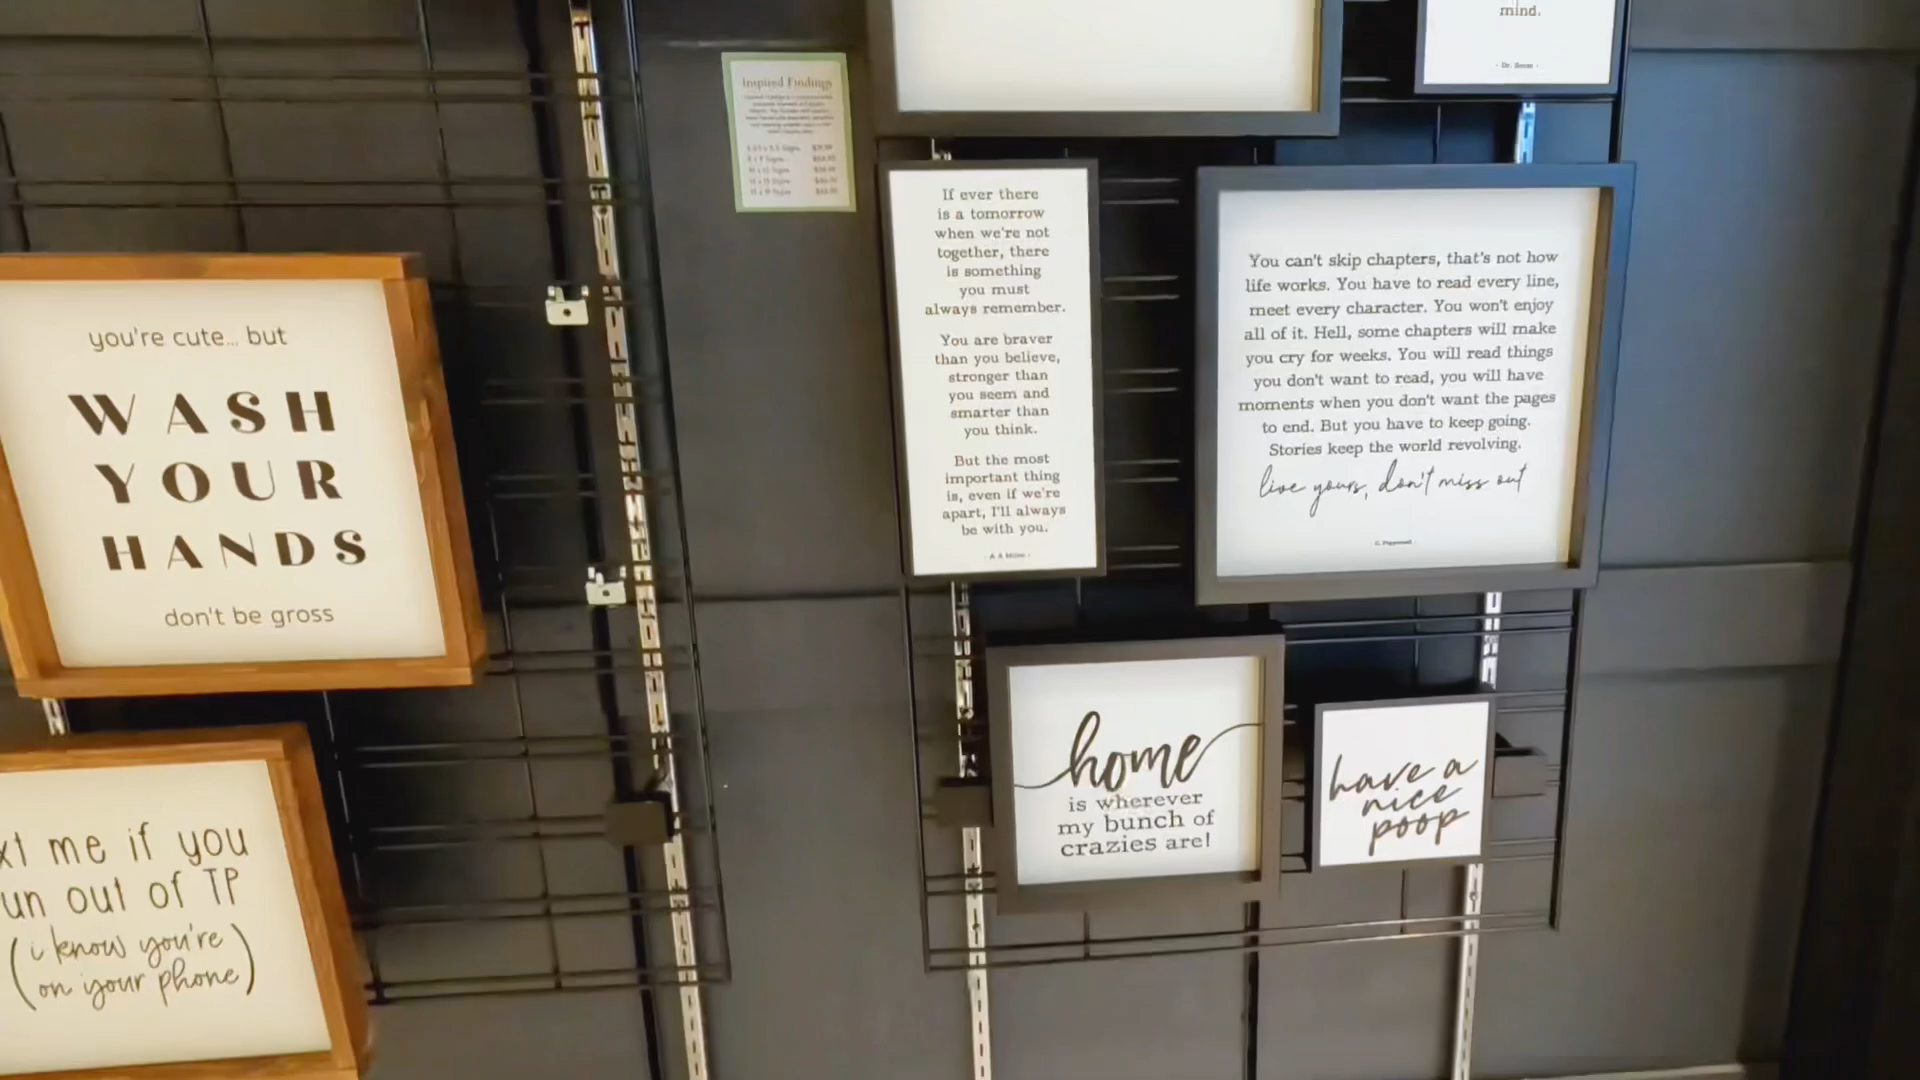 mind.
Inspired Findings
you're cute... but
WASH
YOUR
HANDS
don't be gross
me if you
out of TP
(i know you're
on your phone)
If ever there
is a tomorrow
when we're not
together, there
is something
you must
always remember.
You are braver
than you believe,
stronger than
you seem and
smarter than
you think.
But the most
important thing
is, even if we're
apart, I'll always
be with you.
You can't skip chapters, that's not how
life works. You have to read every line,
meet every character. You won't enjoy
all of it. Hell, some chapters will make
you cry for weeks. You will read things
you don't want to read, you will have
moments when you don't want the pages
to end. But you have to keep going.
Stories keep the world revolving.
live yours, don't miss out
home
is wherever
my bunch of
crazies are!
have a
nice
poop